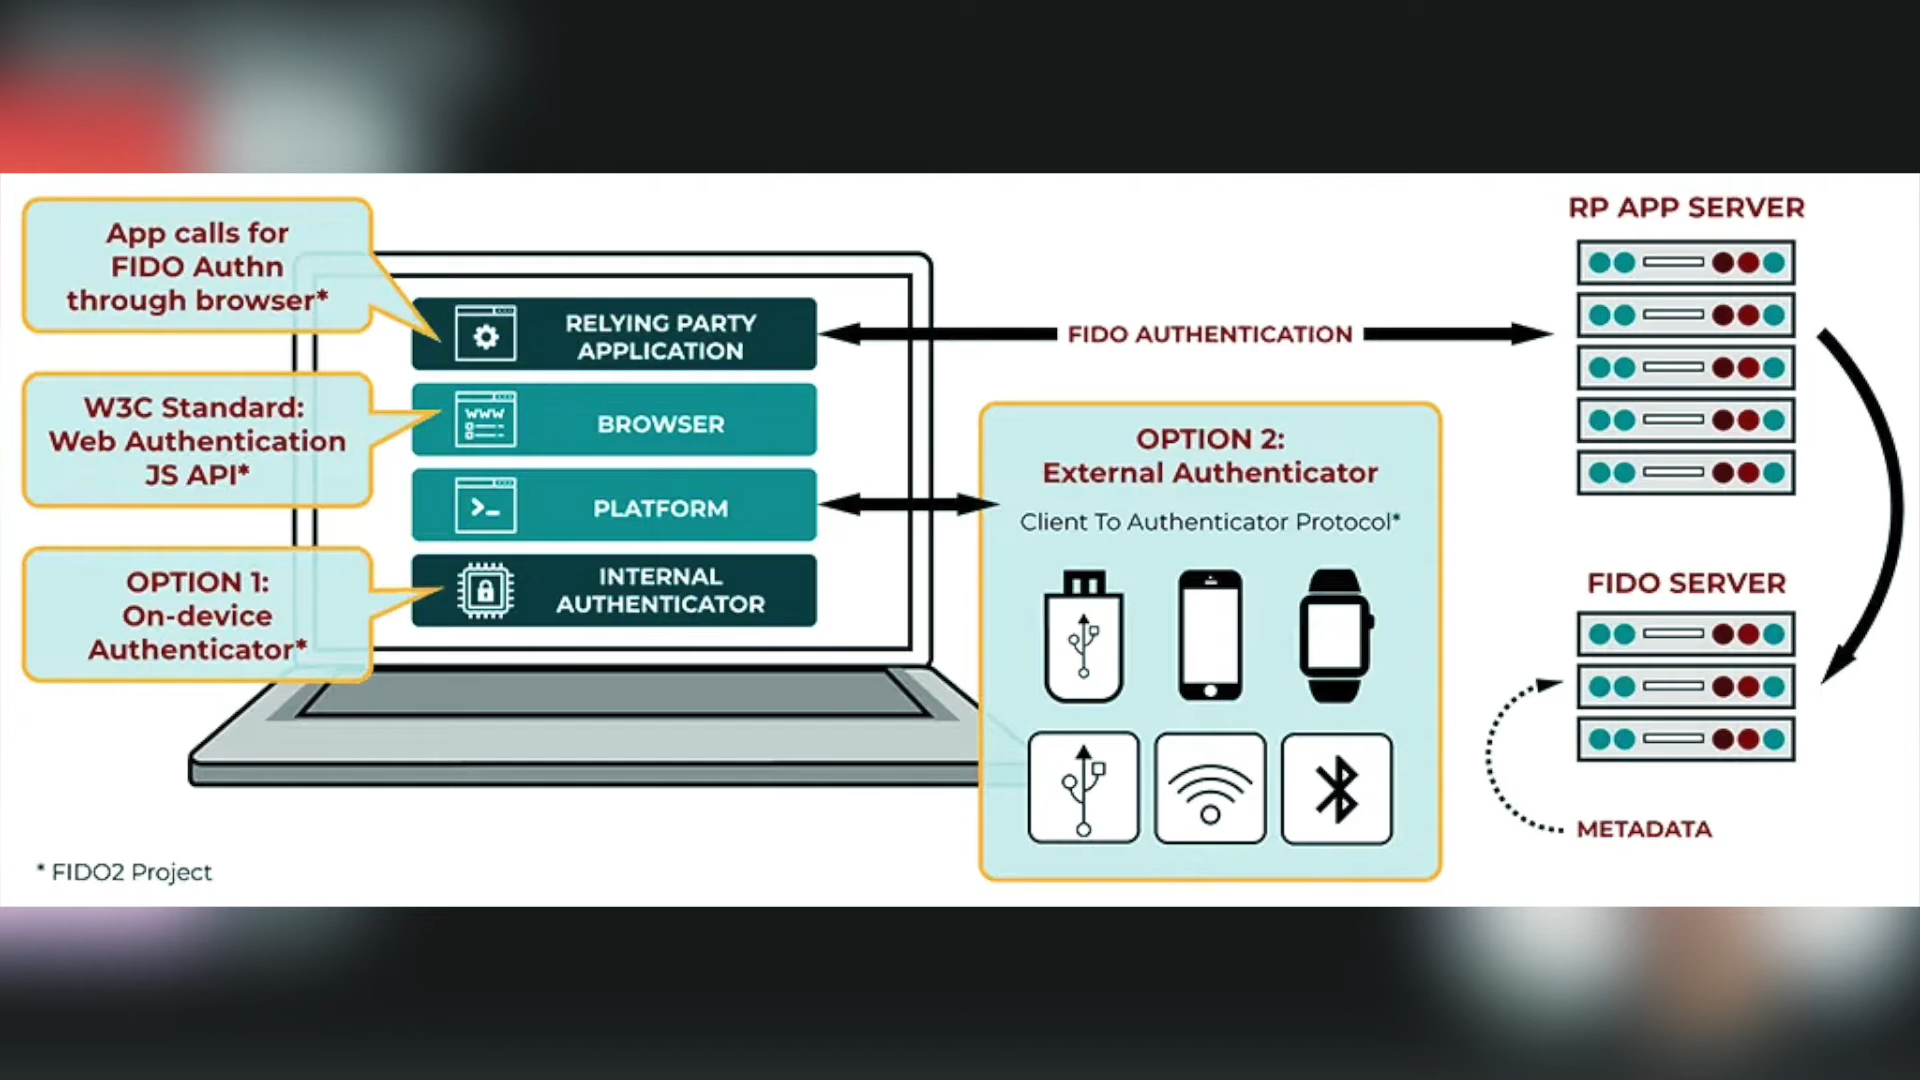 App calls for
FIDO Authn
through browser*
W3C Standard:
Web Authentication
JS API*
OPTION 1:
On-device
Authenticator*
RELYING PARTY
APPLICATION
WWW
BROWSER
PLATFORM
INTERNAL
AUTHENTICATOR
FIDO AUTHENTICATION
OPTION 2:
External Authenticator
Client To Authenticator Protocol*
RP APP SERVER
FIDO SERVER
METADATA
* FIDO2 Project